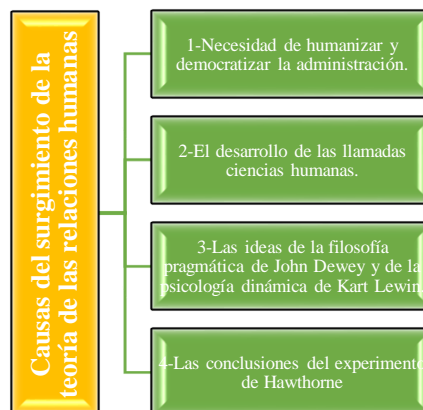 Causas del surgimiento de la
teoría de las relaciones humanas
1-Necesidad de humanizar y
democratizar la administración.
2-El desarrollo de las llamadas
ciencias humanas.
3-Las ideas de la filosofía
pragmática de John Dewey y de la
psicología dinámica de Kart Lewin.
4-Las conclusiones del experimento
de Hawthorne